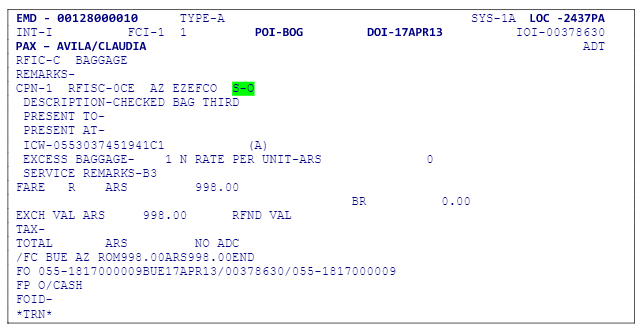 EMD - 00128000010 TYPE-A SYS-1A LOC -2437PA
INT-I FCI-1 1 POI-BOG DOI-17APR13 IOI-00378630
PAX – AVILA/CLAUDIA ADT
RFIC-C BAGGAGE
REMARKS-
CPN-1 RFISC-0CE AZ EZEFCO S-O
DESCRIPTION-CHECKED BAG THIRD
PRESENT TO-
PRESENT AT-
ICW-0553037451941C1 (A)
EXCESS BAGGAGE- 1 N RATE PER UNIT-ARS 0
SERVICE REMARKS-B3
FARE R ARS 998.00
BR 0.00
EXCH VAL ARS 998.00 RFND VAL
TAX-
TOTAL ARS NO ADC
/FC BUE AZ ROM998.00ARS998.00END
FO 055-1817000009BUE17APR13/00378630/055-1817000009
FP O/CASH
FOID-
*TRN*